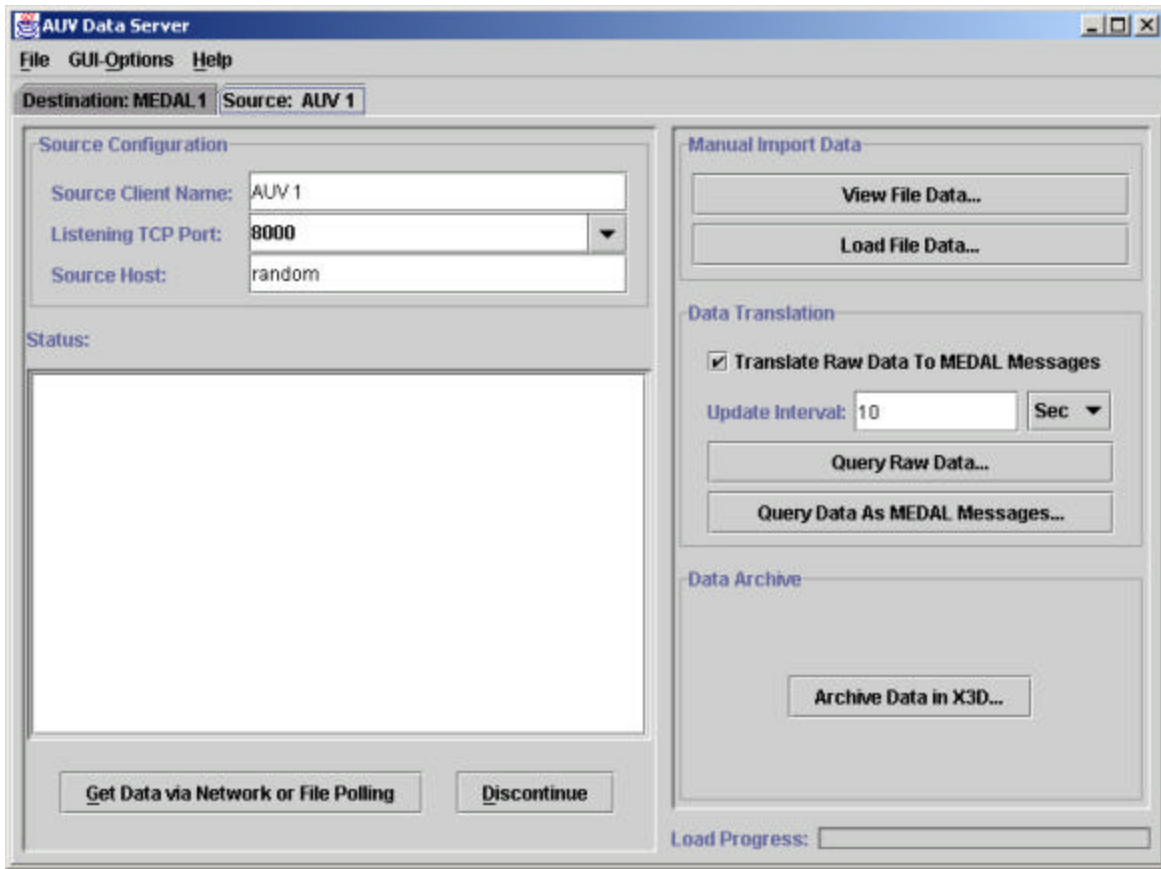 AUV Data Server
File GUI-Options Help
Destination: MEDAL1 Source: AUV 1
Source Configuration
Source Client Name: AUV 1
Listening TCP Port: 8000
Source Host: random
Status:
Get Data via Network or File Polling Discontinue
Manual Import Data
View File Data...
Load File Data...
Data Translation
Translate Raw Data To MEDAL Messages
Update Interval: 10 Sec
Query Raw Data...
Query Data As MEDAL Messages...
Data Archive
Archive Data in X3D...
Load Progress: